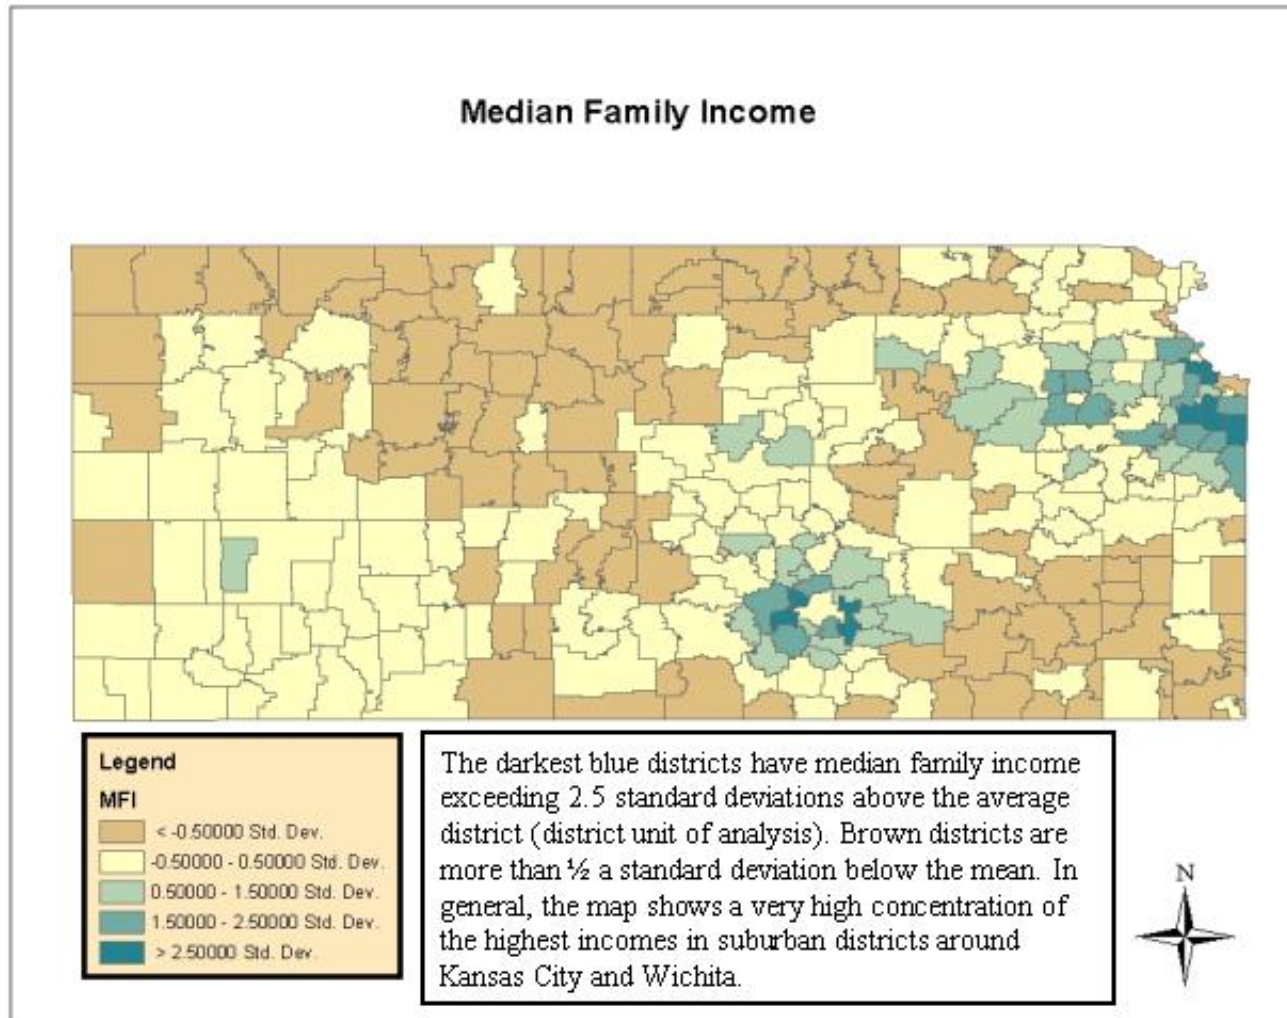 Median Family Income
Legend
MFI
< -0.50000 Std. Dev.
-0.50000 - 0.50000 Std. Dev.
0.50000 - 1.50000 Std. Dev.
1.50000 - 2.50000 Std. Dev.
> 2.50000 Std. Dev.
The darkest blue districts have median family income
exceeding 2.5 standard deviations above the average
district (district unit of analysis). Brown districts are
more than ½ a standard deviation below the mean. In
general, the map shows a very high concentration of
the highest incomes in suburban districts around
Kansas City and Wichita.
N